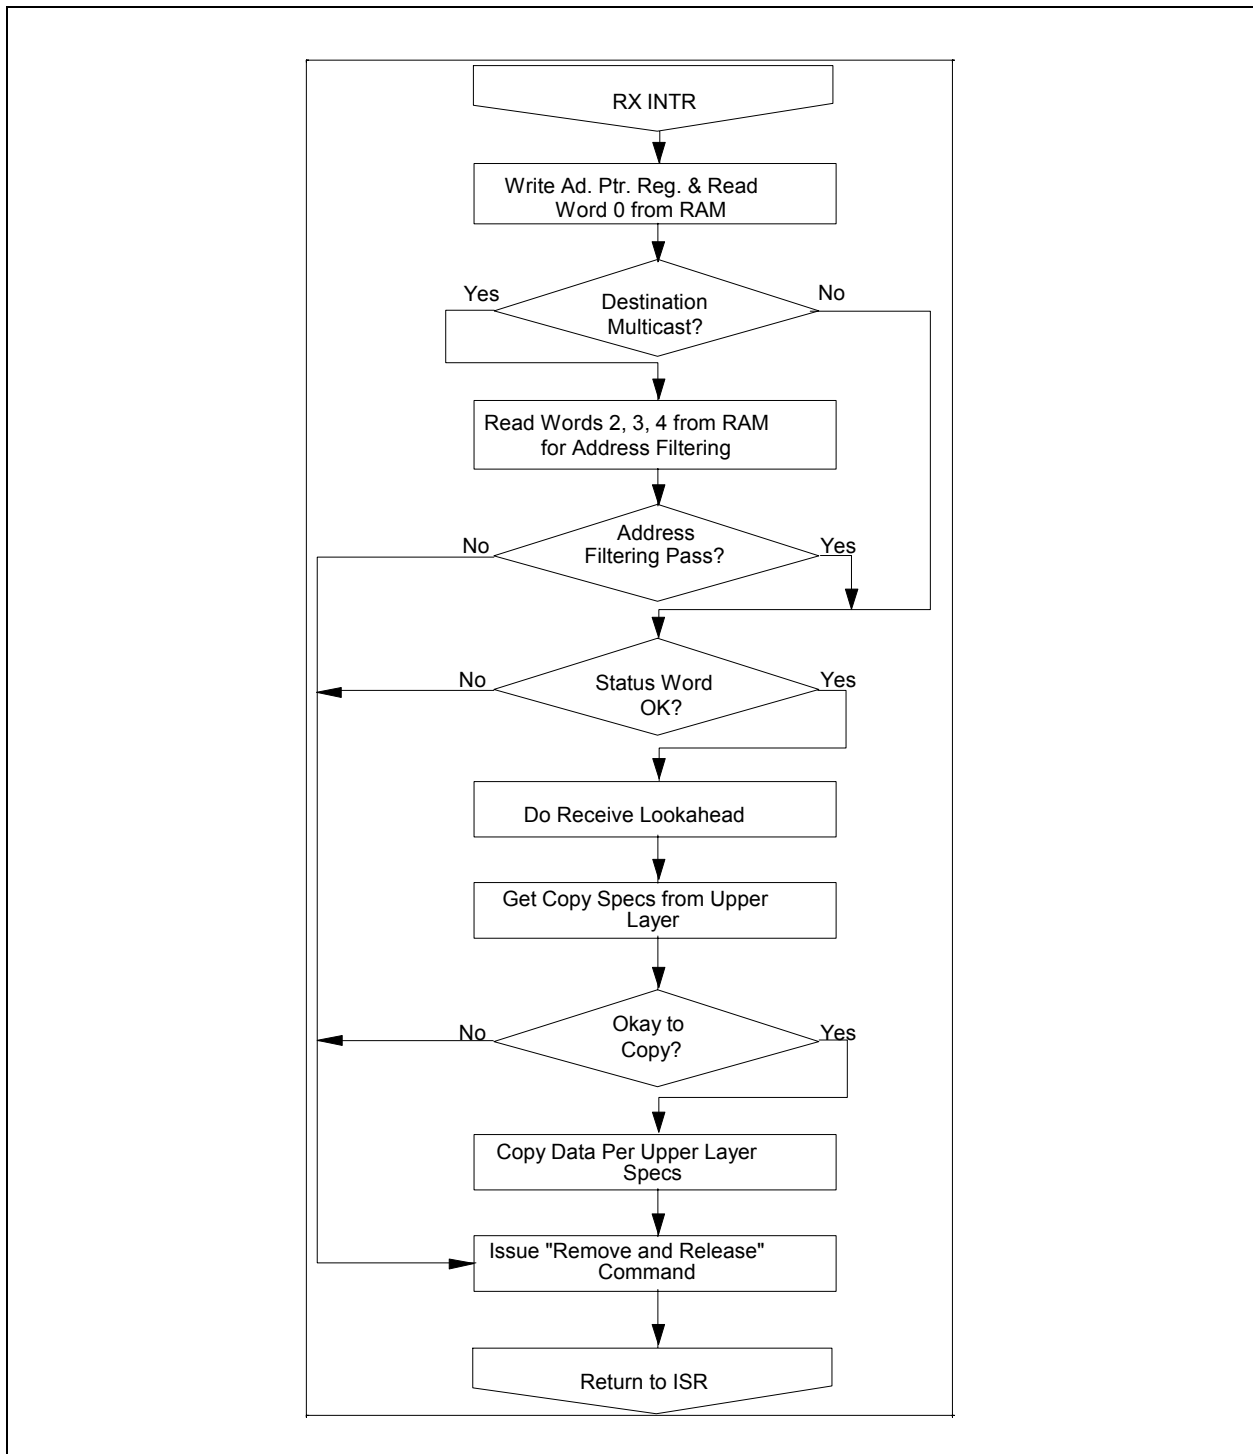 RX INTR
Write Ad. Ptr. Reg. & Read
Word 0 from RAM
Yes
No
Destination
Multicast?
Read Words 2, 3, 4 from RAM
for Address Filtering
Address
Filtering Pass?
No
Yes
Status Word
OK?
No
Yes
Do Receive Lookahead
Get Copy Specs from Upper
Layer
Okay to
Copy?
No
Yes
Copy Data Per Upper Layer
Specs
Issue "Remove and Release"
Command
Return to ISR